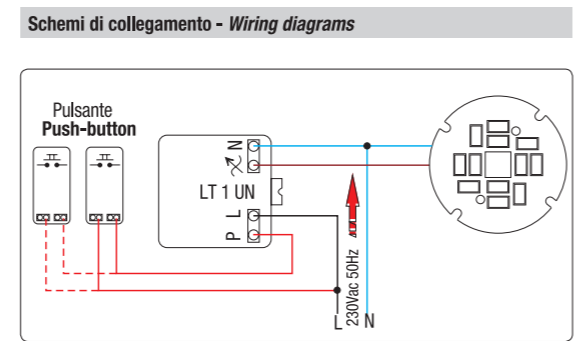 Schemi di collegamento - Wiring diagrams
Pulsante
Push-button
N
LT 1 UN
L
P
230Vac 50Hz
L
N